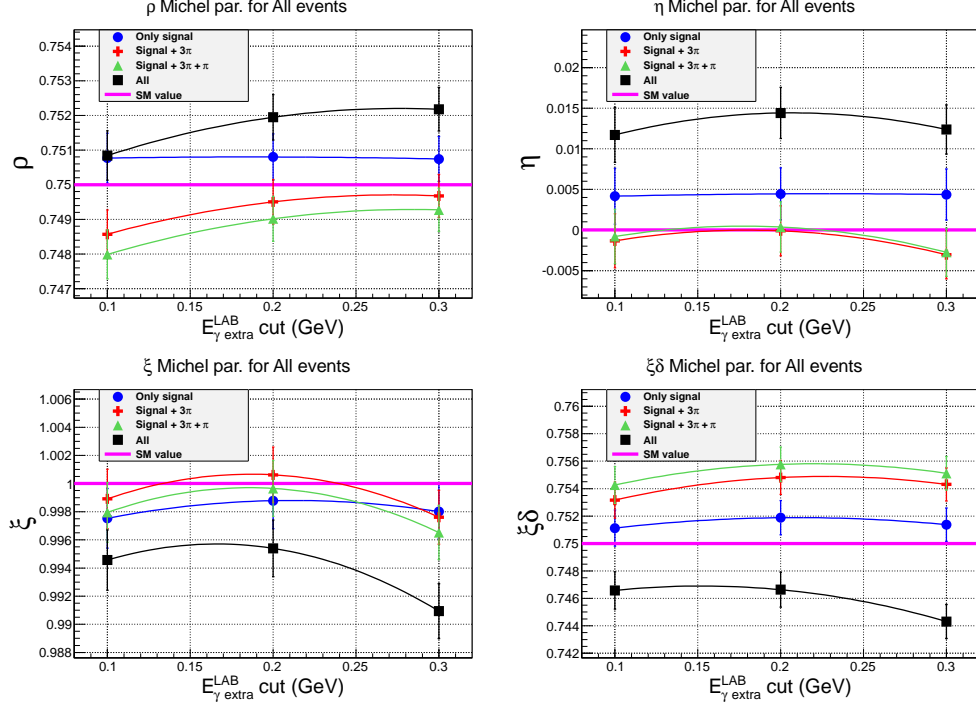 ρ Michel par. for All events
0.754
0.753
0.752
0.751
0.75
0.749
0.748
0.747
ρ
Only signal
Signal + 3π
Signal + 3π + π
All
SM value
0.1 0.15 0.2 0.25 0.3
E_γ extra^LAB cut (GeV)
η Michel par. for All events
0.02
0.015
0.01
0.005
0
-0.005
η
Only signal
Signal + 3π
Signal + 3π + π
All
SM value
0.1 0.15 0.2 0.25 0.3
E_γ extra^LAB cut (GeV)
ξ Michel par. for All events
1.006
1.004
1.002
1
0.998
0.996
0.994
0.992
0.99
0.988
ξ
Only signal
Signal + 3π
Signal + 3π + π
All
SM value
0.1 0.15 0.2 0.25 0.3
E_γ extra^LAB cut (GeV)
ξδ Michel par. for All events
0.76
0.758
0.756
0.754
0.752
0.75
0.748
0.746
0.744
0.742
ξδ
Only signal
Signal + 3π
Signal + 3π + π
All
SM value
0.1 0.15 0.2 0.25 0.3
E_γ extra^LAB cut (GeV)